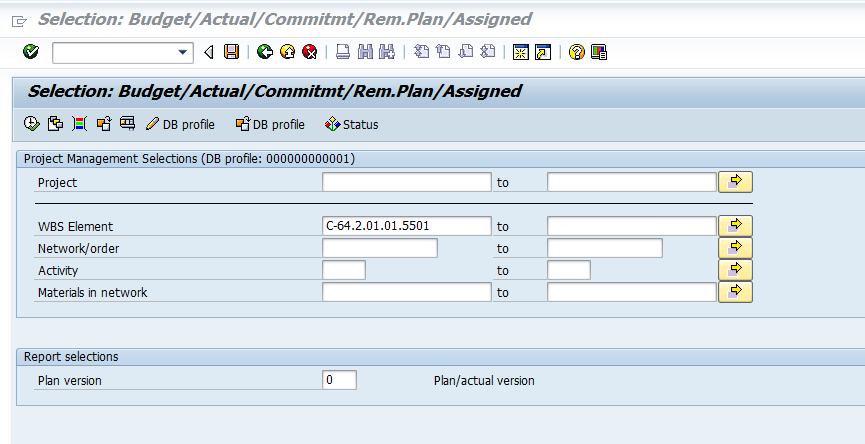 Selection: Budget/Actual/Commitmt/Rem.Plan/Assigned
Selection: Budget/Actual/Commitmt/Rem.Plan/Assigned
DB profile DB profile Status
Project Management Selections (DB profile: 000000000001)
Project to
WBS Element C-64.2.01.01.5501 to
Network/order to
Activity to
Materials in network to
Report selections
Plan version 0 Plan/actual version